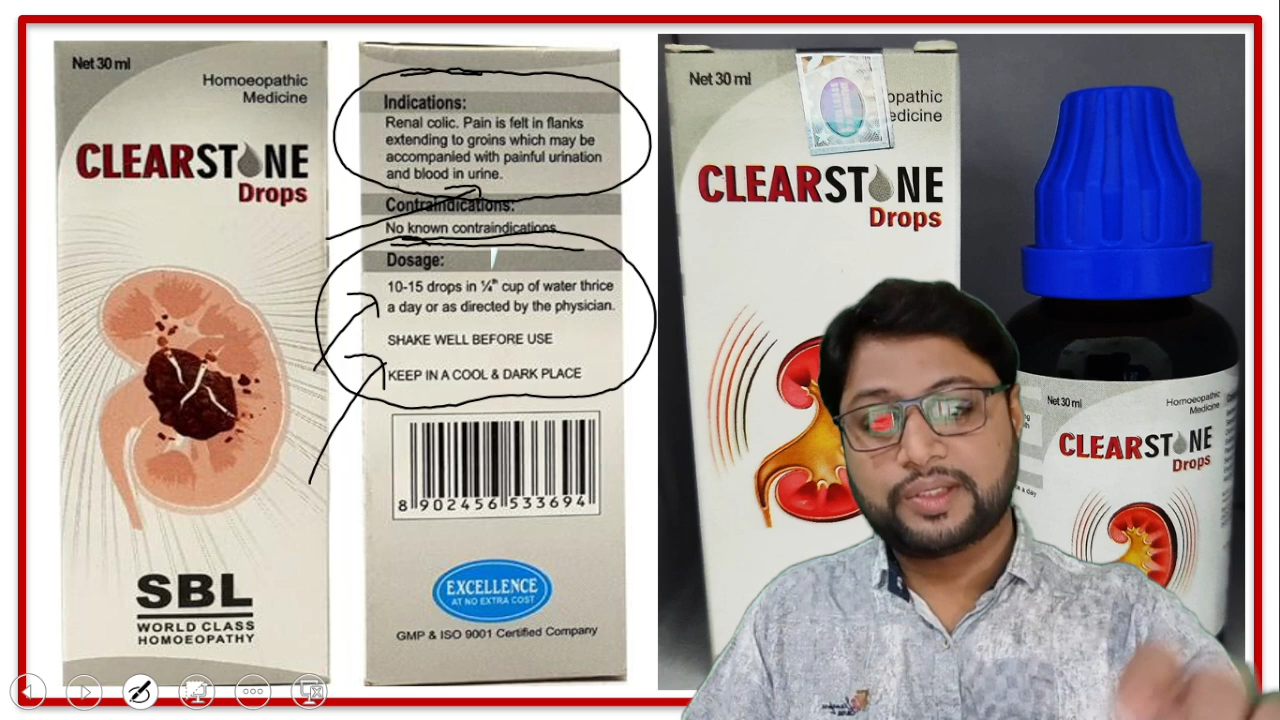 Net 30 ml
Homoeopathic
Medicine
CLEARSTONE
Drops
SBL
WORLD CLASS
HOMOEOPATHY
Indications:
Renal colic. Pain is felt in flanks
extending to groins which may be
accompanied with painful urination
and blood in urine.
Contraindications:
No known contraindications
Dosage:
10-15 drops in ¼th cup of water thrice
a day or as directed by the physician.
SHAKE WELL BEFORE USE
KEEP IN A COOL & DARK PLACE
8 902456 533694
EXCELLENCE
AT NO EXTRA COST
GMP & ISO 9001 Certified Company
Net 30 ml
opathic
edicine
CLEARSTONE
Drops
Net 30 ml
Homoeopathic
Medicine
CLEARSTONE
Drops